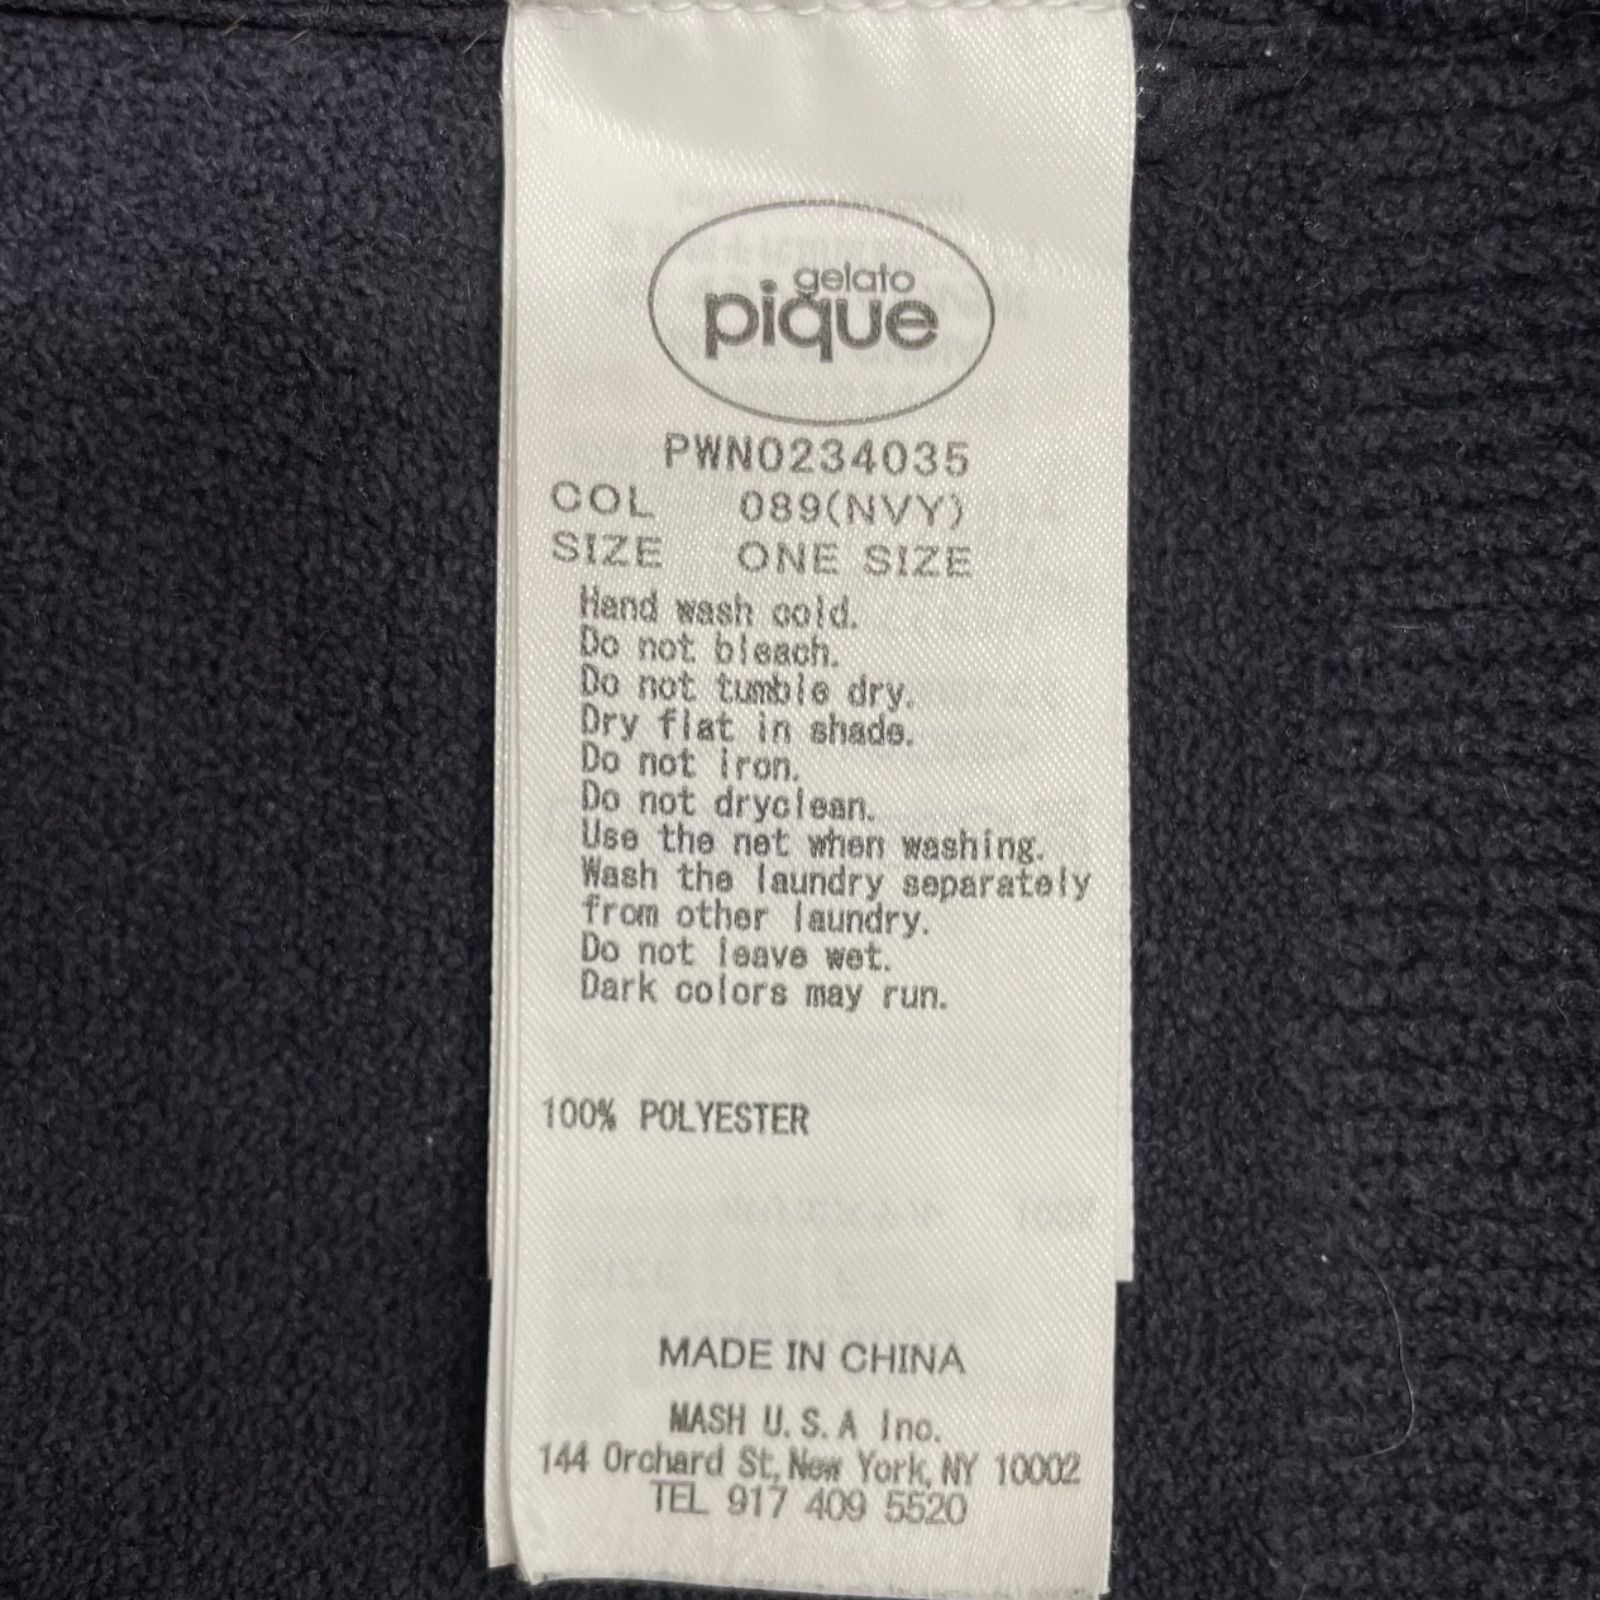 gelato
pique
PWNO234035
COL 089(NVY)
SIZE ONE SIZE
Hand wash cold.
Do not bleach.
Do not tumble dry.
Dry flat in shade.
Do not iron.
Do not dryclean.
Use the net when washing.
Wash the laundry separately
from other laundry.
Do not leave wet.
Dark colors may run.
100% POLYESTER
MADE IN CHINA
MASH U.S.A Inc.
144 Orchard St, New York, NY 10002
TEL 917 409 5520